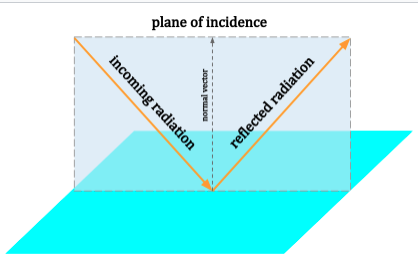 plane of incidence
incoming radiation
normal vector
reflected radiation